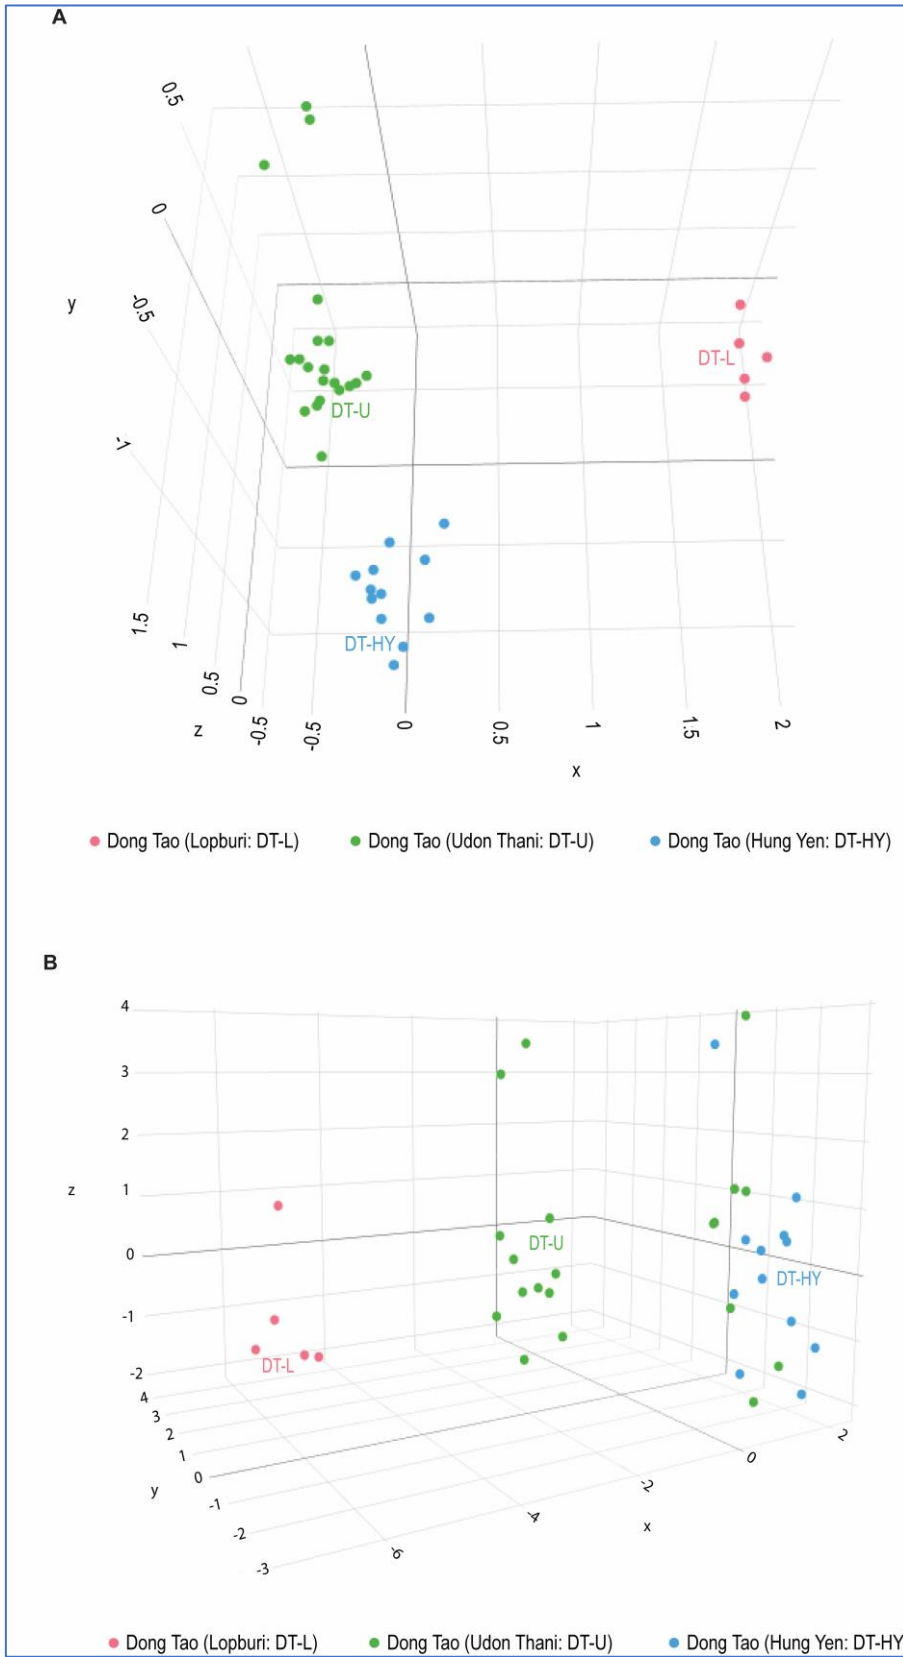 A
0.5
0
y
-0.5
DT-L
DT-U
-1
DT-HY
1.5
1
0.5
0
z
-0.5
-0.5
0
0.5
1
1.5
2
x
Dong Tao (Lopburi: DT-L) Dong Tao (Udon Thani: DT-U) Dong Tao (Hung Yen: DT-HY)
B
4
3
2
z
1
0
-1
-2
DT-U
DT-HY
DT-L
4
3
2
1
0
y
-1
-2
-3
-6
-4
-2
0
2
x
Dong Tao (Lopburi: DT-L) Dong Tao (Udon Thani: DT-U) Dong Tao (Hung Yen: DT-HY